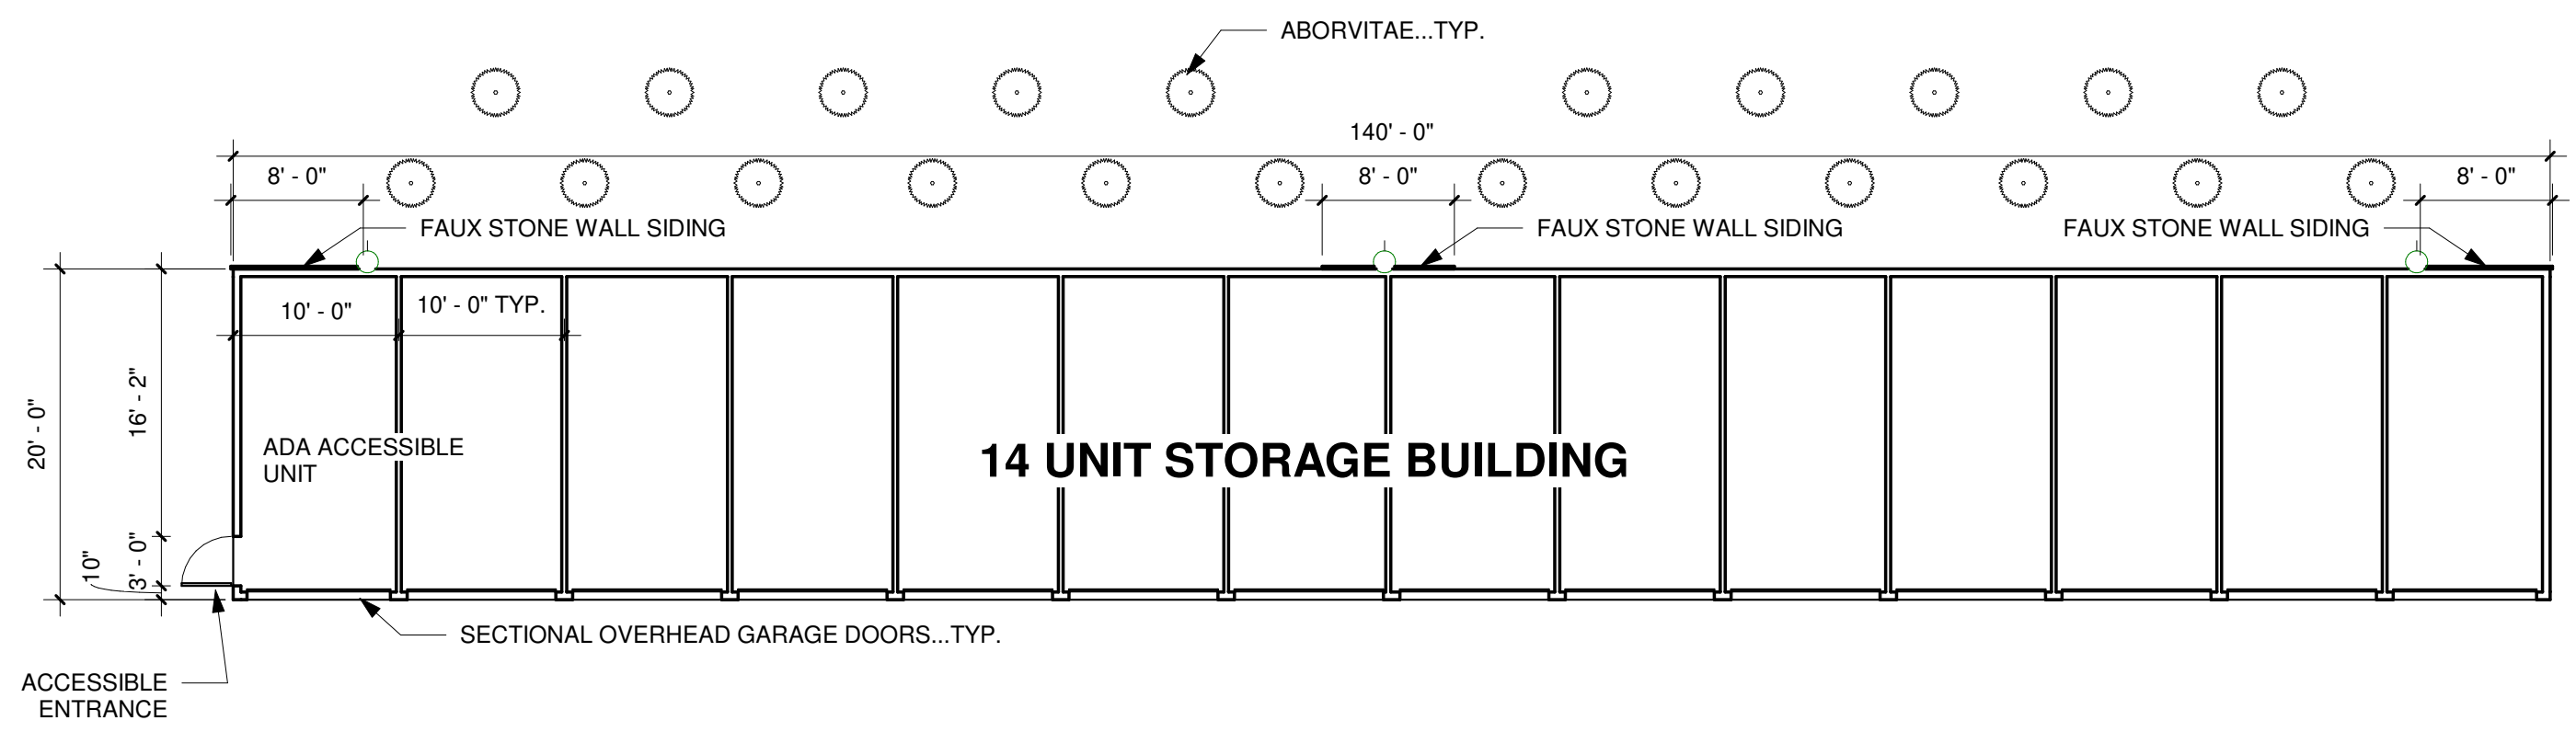 ABORVITAE...TYP.
140' - 0"
8' - 0"
8' - 0"
8' - 0"
FAUX STONE WALL SIDING
FAUX STONE WALL SIDING
FAUX STONE WALL SIDING
10' - 0"
10' - 0" TYP.
20' - 0"
16' - 2"
3' - 0"
10"
ADA ACCESSIBLE
UNIT
14 UNIT STORAGE BUILDING
SECTIONAL OVERHEAD GARAGE DOORS...TYP.
ACCESSIBLE
ENTRANCE